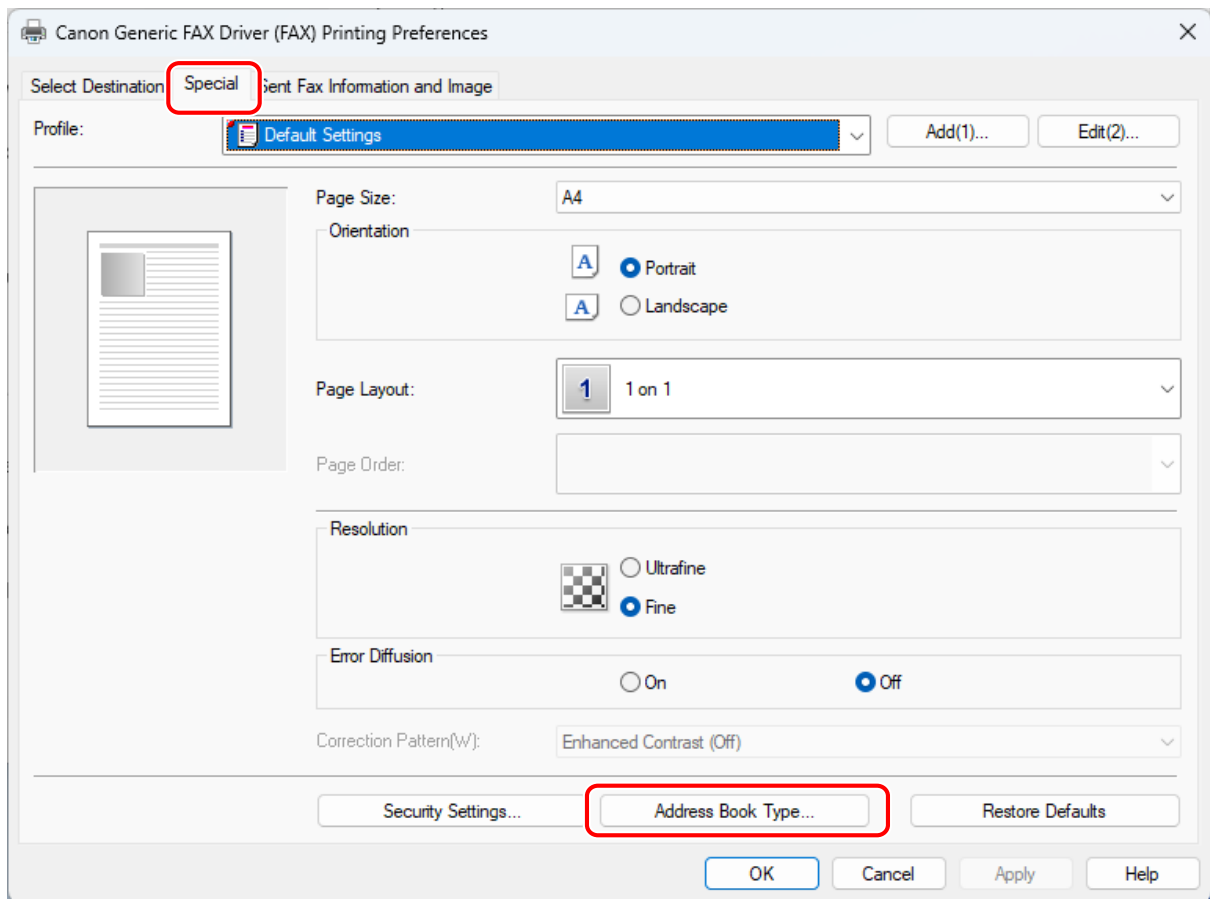 Canon Generic FAX Driver (FAX) Printing Preferences
Select Destination Special Sent Fax Information and Image
Profile: Default Settings Add(1)... Edit(2)...
Page Size: A4
Orientation
A Portrait
A Landscape
Page Layout: 1 1 on 1
Page Order:
Resolution
Ultrafine
Fine
Error Diffusion
On Off
Correction Pattern(W): Enhanced Contrast (Off)
Security Settings... Address Book Type... Restore Defaults
OK Cancel Apply Help